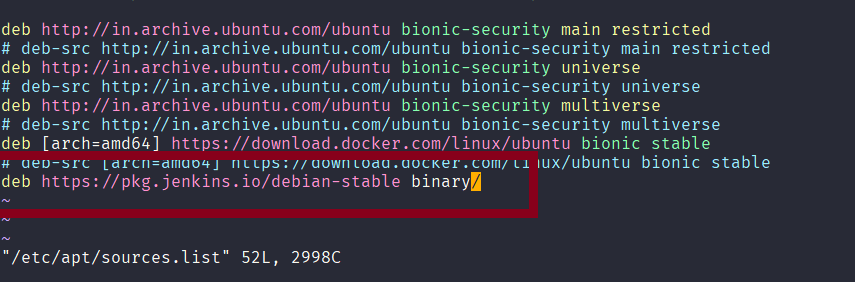 deb http://in.archive.ubuntu.com/ubuntu bionic-security main restricted
# deb-src http://in.archive.ubuntu.com/ubuntu bionic-security main restricted
deb http://in.archive.ubuntu.com/ubuntu bionic-security universe
# deb-src http://in.archive.ubuntu.com/ubuntu bionic-security universe
deb http://in.archive.ubuntu.com/ubuntu bionic-security multiverse
# deb-src http://in.archive.ubuntu.com/ubuntu bionic-security multiverse
deb [arch=amd64] https://download.docker.com/linux/ubuntu bionic stable
# deb-src [arch=amd64] https://download.docker.com/linux/ubuntu bionic stable
deb https://pkg.jenkins.io/debian-stable binary/
~
~
~
"/etc/apt/sources.list" 52L, 2998C